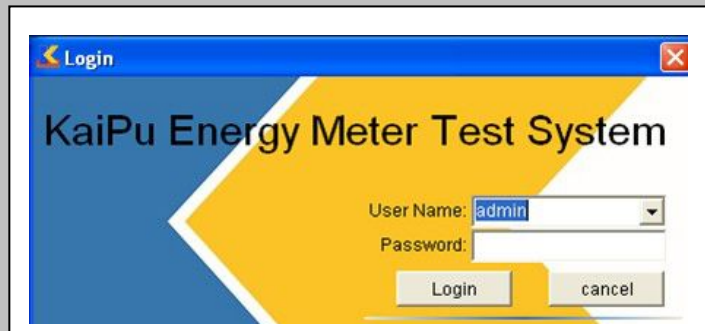 Login
KaiPu Energy Meter Test System
User Name: admin
Password:
Login cancel